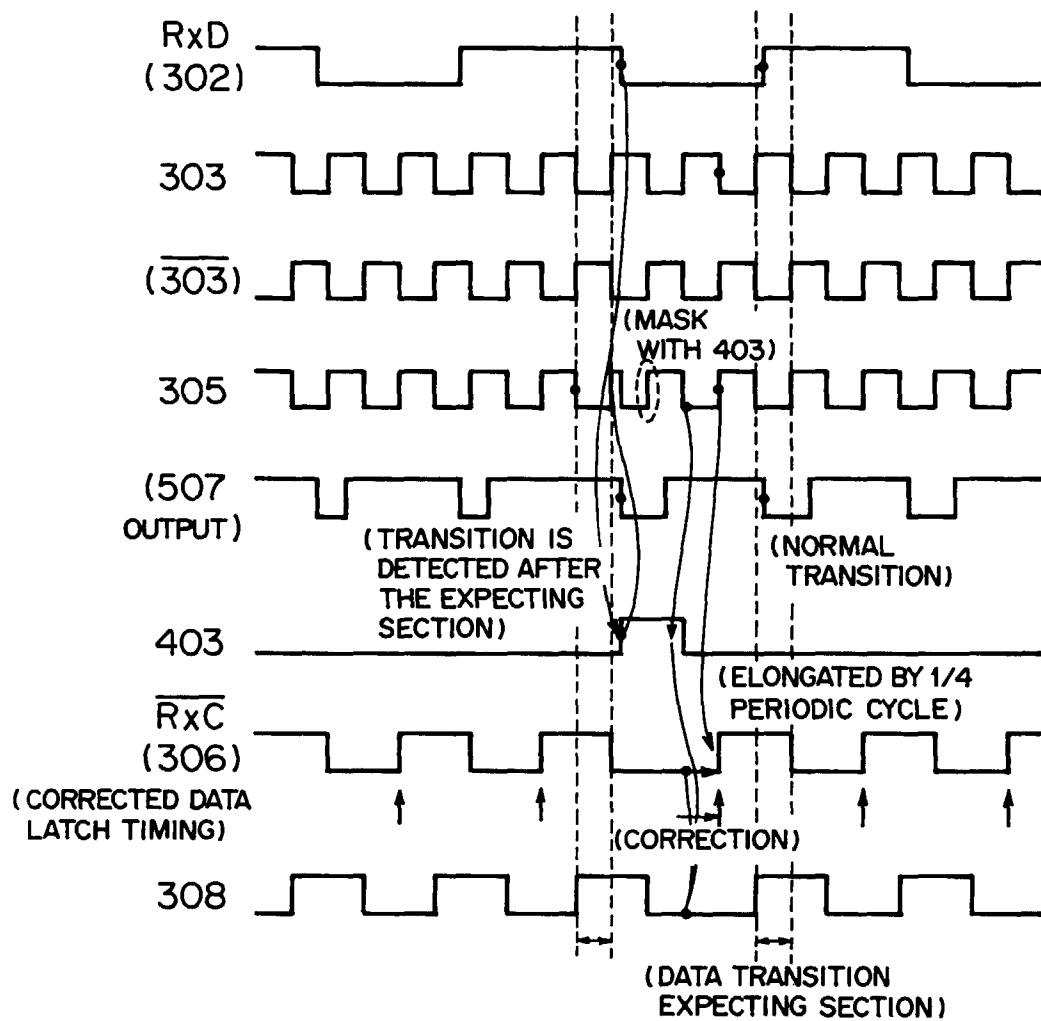 RxD
(302)
303
(303)
(MASK
WITH 403)
305
(507
OUTPUT)
(TRANSITION IS
DETECTED AFTER
THE EXPECTING
SECTION)
(NORMAL
TRANSITION)
403
(ELONGATED BY 1/4
PERIODIC CYCLE)
RxC
(306)
(CORRECTED DATA
LATCH TIMING)
(CORRECTION)
308
(DATA TRANSITION
EXPECTING SECTION)